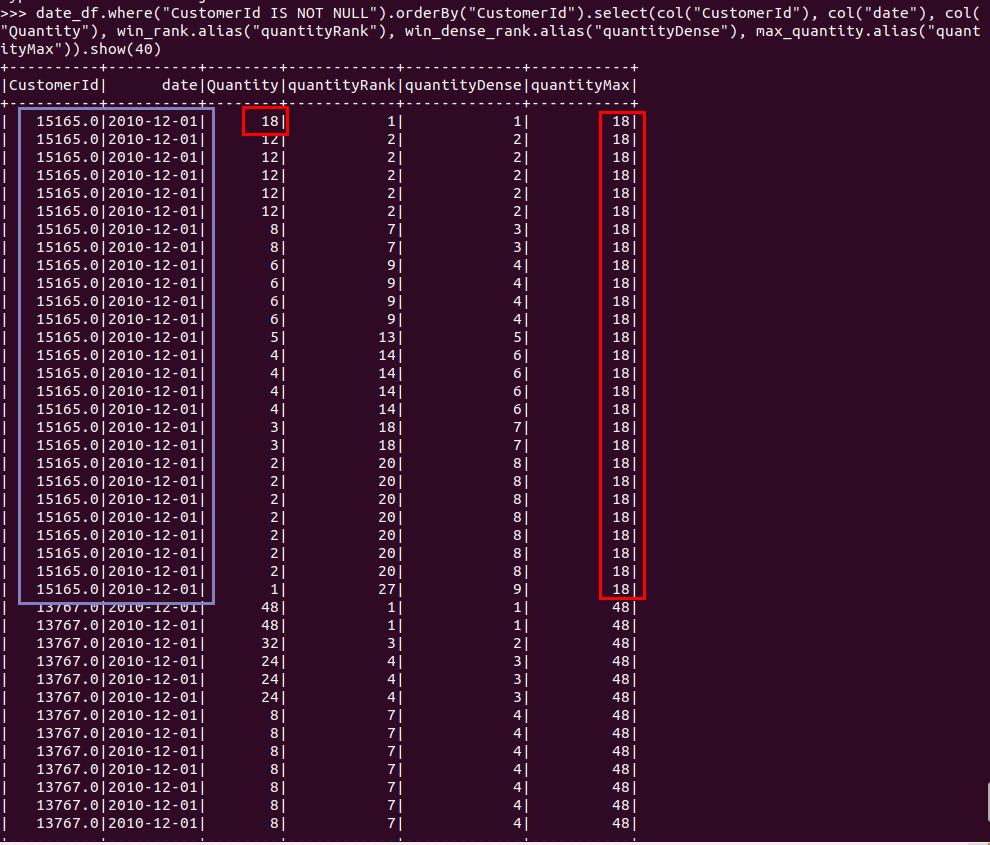 >>> date_df.where("CustomerId IS NOT NULL").orderBy("CustomerId").select(col("CustomerId"), col("date"), col(
"Quantity"), win_rank.alias("quantityRank"), win_dense_rank.alias("quantityDense"), max_quantity.alias("quant
ityMax")).show(40)
+----------+----------+--------+------------+-------------+-----------+
|CustomerId|      date|Quantity|quantityRank|quantityDense|quantityMax|
+----------+----------+--------+------------+-------------+-----------+
|   15165.0|2010-12-01|      18|           1|            1|         18|
|   15165.0|2010-12-01|      12|           2|            2|         18|
|   15165.0|2010-12-01|      12|           2|            2|         18|
|   15165.0|2010-12-01|      12|           2|            2|         18|
|   15165.0|2010-12-01|      12|           2|            2|         18|
|   15165.0|2010-12-01|      12|           2|            2|         18|
|   15165.0|2010-12-01|       8|           7|            3|         18|
|   15165.0|2010-12-01|       8|           7|            3|         18|
|   15165.0|2010-12-01|       6|           9|            4|         18|
|   15165.0|2010-12-01|       6|           9|            4|         18|
|   15165.0|2010-12-01|       6|           9|            4|         18|
|   15165.0|2010-12-01|       6|           9|            4|         18|
|   15165.0|2010-12-01|       5|          13|            5|         18|
|   15165.0|2010-12-01|       4|          14|            6|         18|
|   15165.0|2010-12-01|       4|          14|            6|         18|
|   15165.0|2010-12-01|       4|          14|            6|         18|
|   15165.0|2010-12-01|       4|          14|            6|         18|
|   15165.0|2010-12-01|       3|          18|            7|         18|
|   15165.0|2010-12-01|       3|          18|            7|         18|
|   15165.0|2010-12-01|       2|          20|            8|         18|
|   15165.0|2010-12-01|       2|          20|            8|         18|
|   15165.0|2010-12-01|       2|          20|            8|         18|
|   15165.0|2010-12-01|       2|          20|            8|         18|
|   15165.0|2010-12-01|       2|          20|            8|         18|
|   15165.0|2010-12-01|       2|          20|            8|         18|
|   15165.0|2010-12-01|       2|          20|            8|         18|
|   15165.0|2010-12-01|       1|          27|            9|         18|
|   13767.0|2010-12-01|      48|           1|            1|         48|
|   13767.0|2010-12-01|      48|           1|            1|         48|
|   13767.0|2010-12-01|      32|           3|            2|         48|
|   13767.0|2010-12-01|      24|           4|            3|         48|
|   13767.0|2010-12-01|      24|           4|            3|         48|
|   13767.0|2010-12-01|      24|           4|            3|         48|
|   13767.0|2010-12-01|       8|           7|            4|         48|
|   13767.0|2010-12-01|       8|           7|            4|         48|
|   13767.0|2010-12-01|       8|           7|            4|         48|
|   13767.0|2010-12-01|       8|           7|            4|         48|
|   13767.0|2010-12-01|       8|           7|            4|         48|
|   13767.0|2010-12-01|       8|           7|            4|         48|
|   13767.0|2010-12-01|       8|           7|            4|         48|